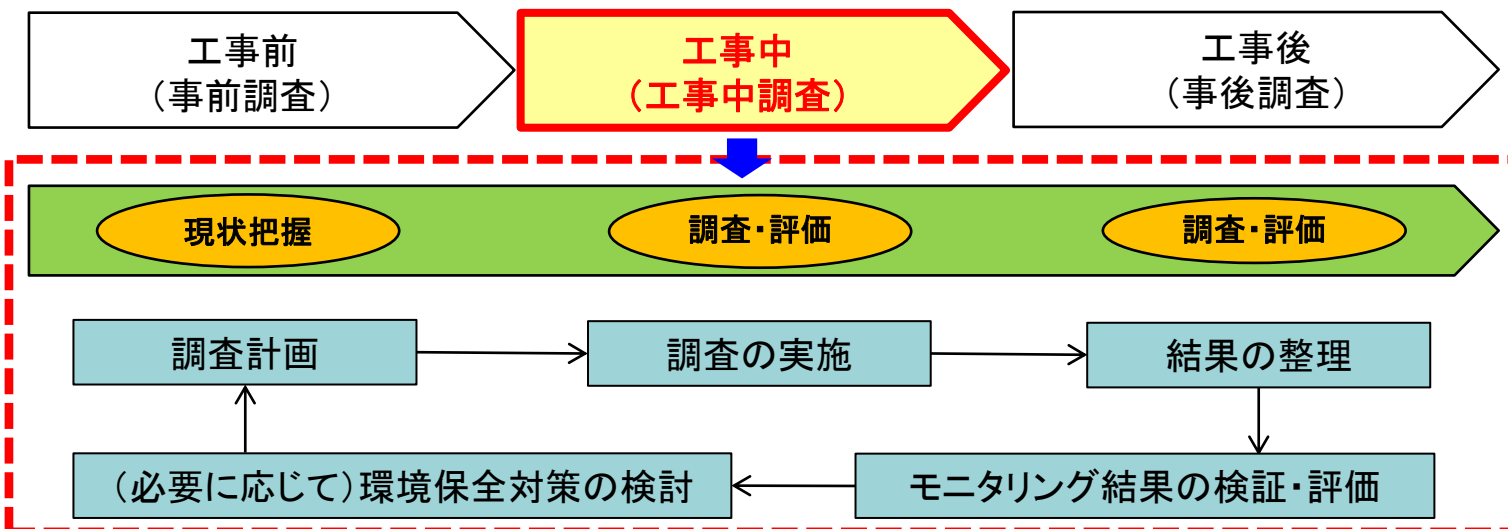 工事前
（事前調査）
工事中
（工事中調査）
工事後
（事後調査）
現状把握
調査・評価
調査・評価
調査計画
調査の実施
結果の整理
（必要に応じて）環境保全対策の検討
モニタリング結果の検証・評価